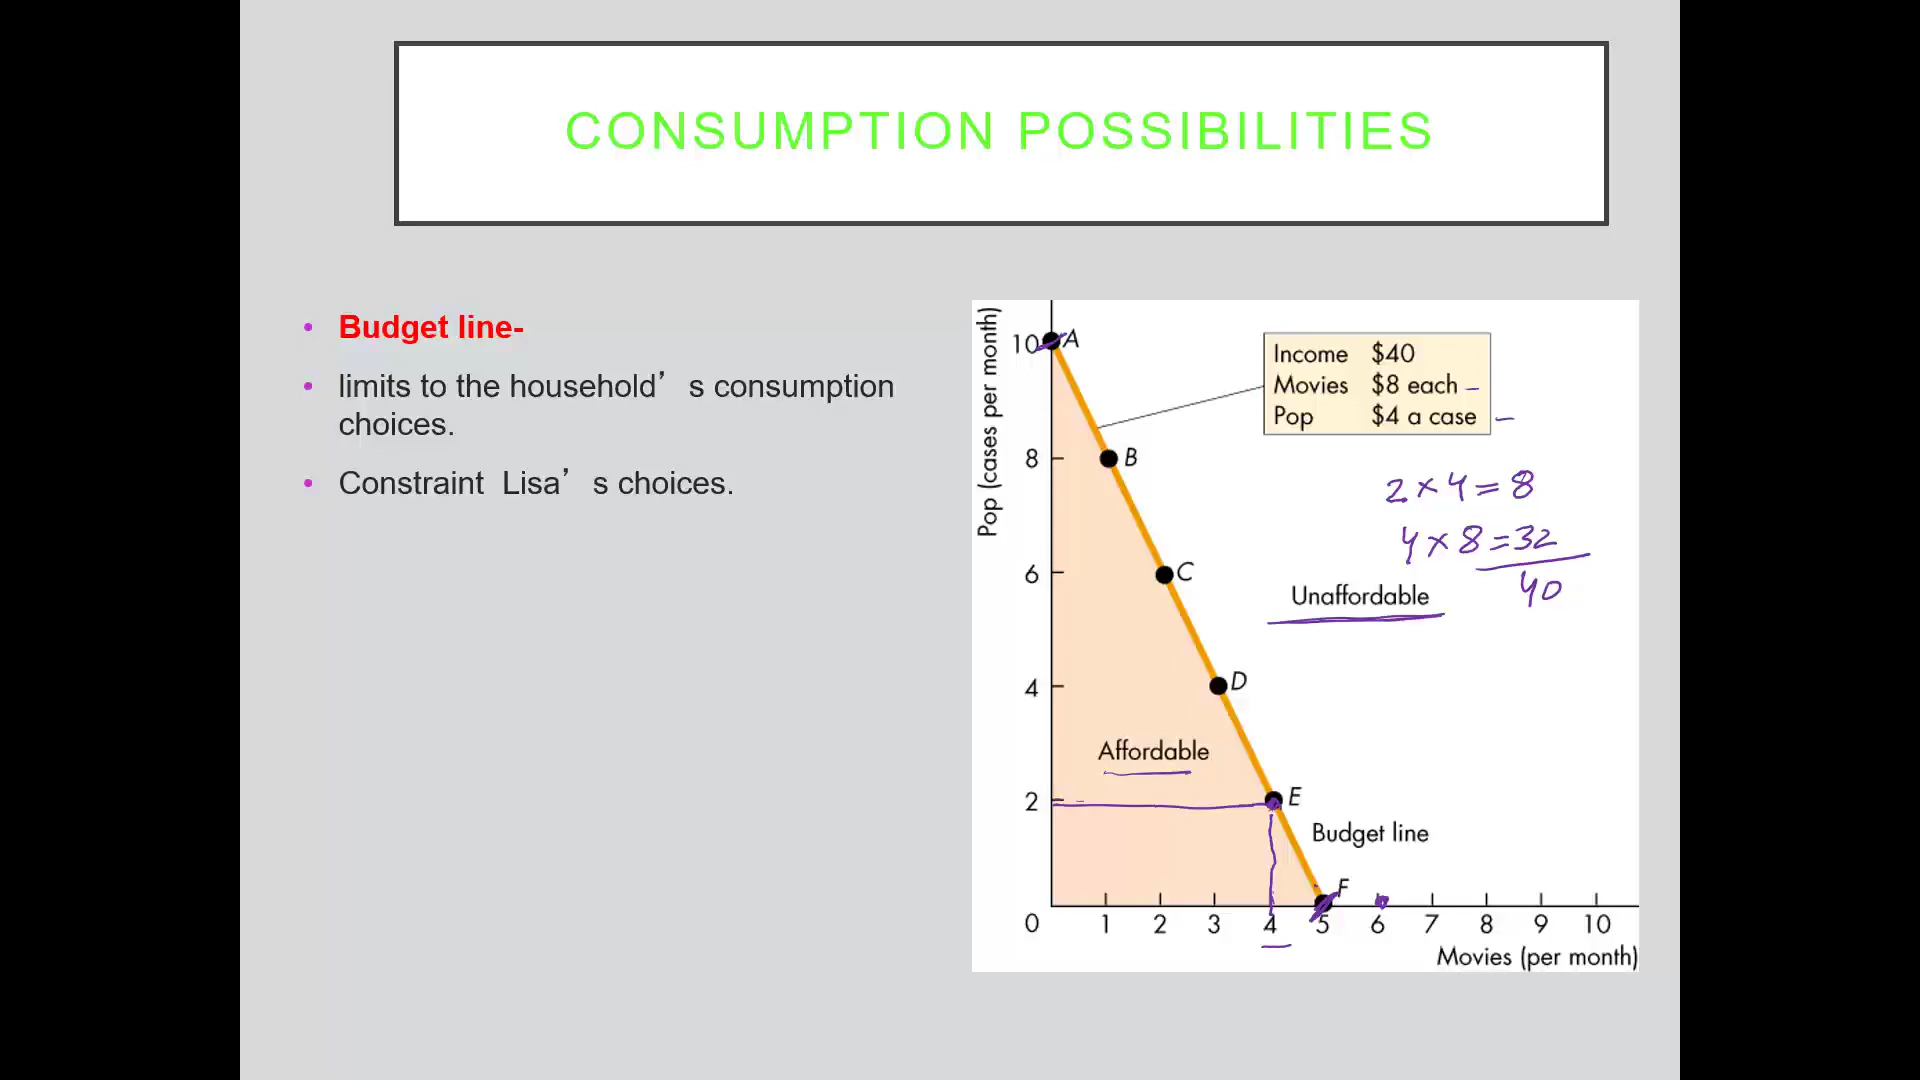 CONSUMPTION POSSIBILITIES
• Budget line-
• limits to the household’ s consumption
choices.
• Constraint Lisa’ s choices.
Pop (cases per month)
10 A
Income $40
Movies $8 each
Pop $4 a case
8 B
2 × 4 = 8
4 × 8 = 32
40
6 C
Unaffordable
4 D
Affordable
2 E
Budget line
F
0 1 2 3 4 5 6 7 8 9 10
Movies (per month)